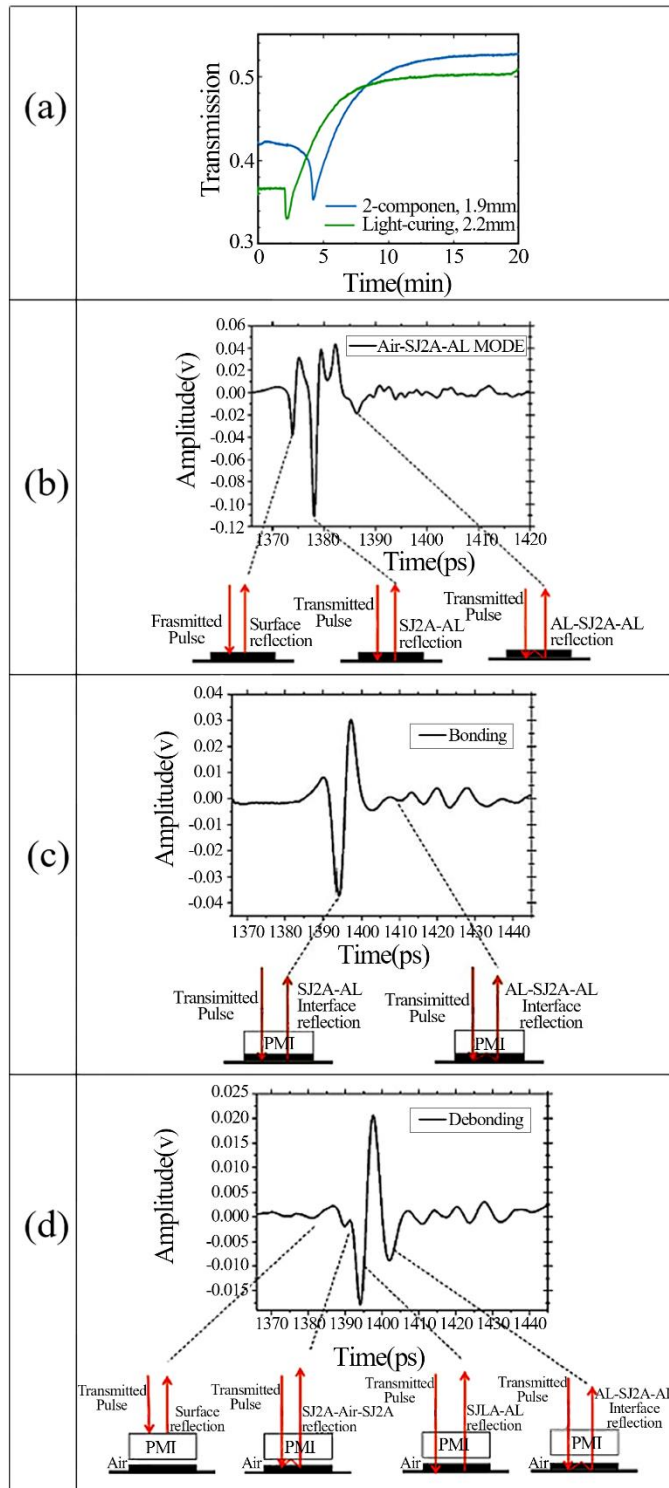 (a)
Transmission
0.5
0.4
0.3
0
5
10
15
20
2-componen, 1.9mm
Light-curing, 2.2mm
Time(min)
(b)
Amplitude(v)
0.06
0.04
0.02
0.00
-0.02
-0.04
-0.06
-0.08
-0.10
-0.12
Air-SJ2A-AL MODE
1370 1380 1390 1400 1410 1420
Time(ps)
Frasmitted
Pulse
Surface
reflection
Transmitted
Pulse
SJ2A-AL
reflection
Transmitted
Pulse
AL-SJ2A-AL
reflection
(c)
Amplitude(v)
0.04
0.03
0.02
0.01
0.00
-0.01
-0.02
-0.03
-0.04
Bonding
1370 1380 1390 1400 1410 1420 1430 1440
Time(ps)
Transimitted
Pulse
SJ2A-AL
Interface
reflection
PMI
Transimitted
Pulse
AL-SJ2A-AL
Interface
reflection
PMI
(d)
Amplitude(v)
0.025
0.020
0.015
0.010
0.005
0.000
-0.005
-0.010
-0.015
Debonding
1370 1380 1390 1400 1410 1420 1430 1440
Time(ps)
Transmitted
Pulse
Surface
reflection
PMI
Air
Transmitted
Pulse
SJ2A-Air-SJ2A
reflection
PMI
Air
Transmitted
Pulse
SJLA-AL
reflection
PMI
Air
Transmitted
Pulse
AL-SJ2A-AL
Interface
reflection
PMI
Air